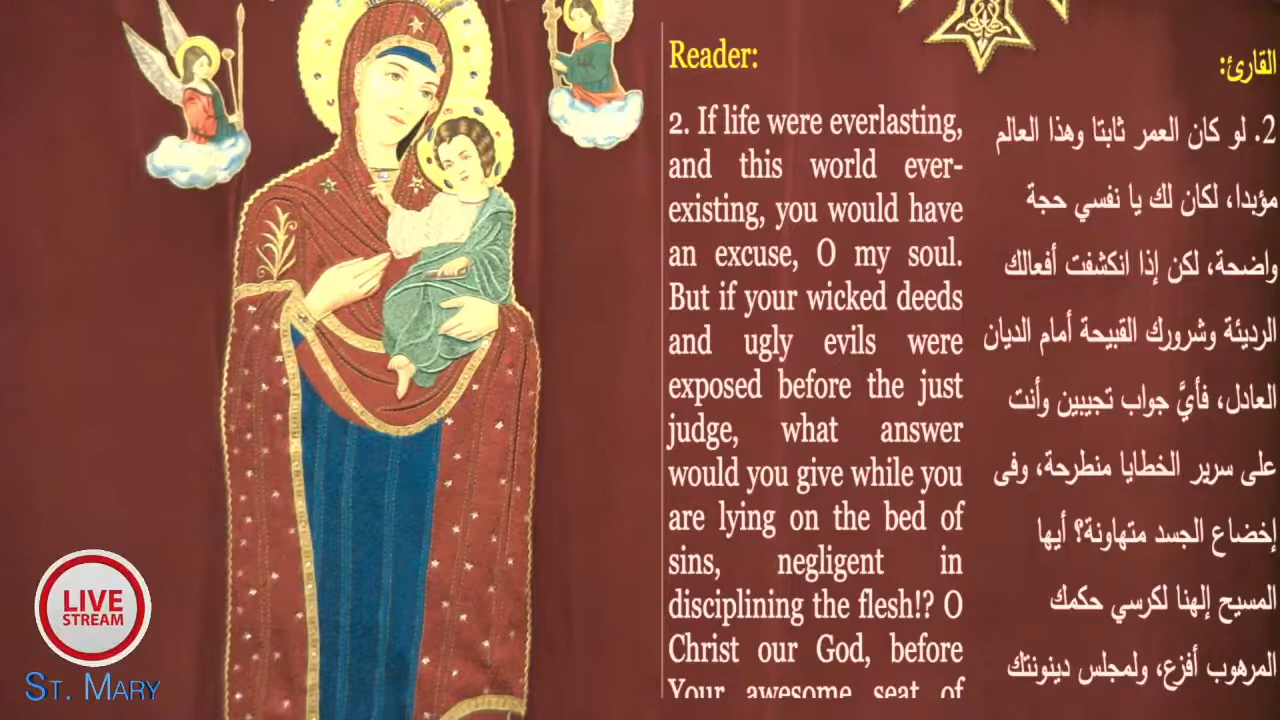 Reader:
2. If life were everlasting,
and this world ever-
existing, you would have
an excuse, O my soul.
But if your wicked deeds
and ugly evils were
exposed before the just
judge, what answer
would you give while you
are lying on the bed of
sins, negligent in
disciplining the flesh!? O
Christ our God, before
Your awesome seat of
القارئ:
2. لو كان العمر ثابتا وهذا العالم
مؤبدا، لكان لك يا نفسي حجة
واضحة، لكن إذا انكشفت أفعالك
الرديئة وشرورك القبيحة أمام الديان
العادل، فأيَّ جواب تجيبين وأنت
على سرير الخطايا منطرحة، وفى
إخضاع الجسد متهاونة؟ أيها
المسيح إلهنا لكرسي حكمك
المرهوب أفزع، ولمجلس دينونتك
LIVE
STREAM
ST. MARY